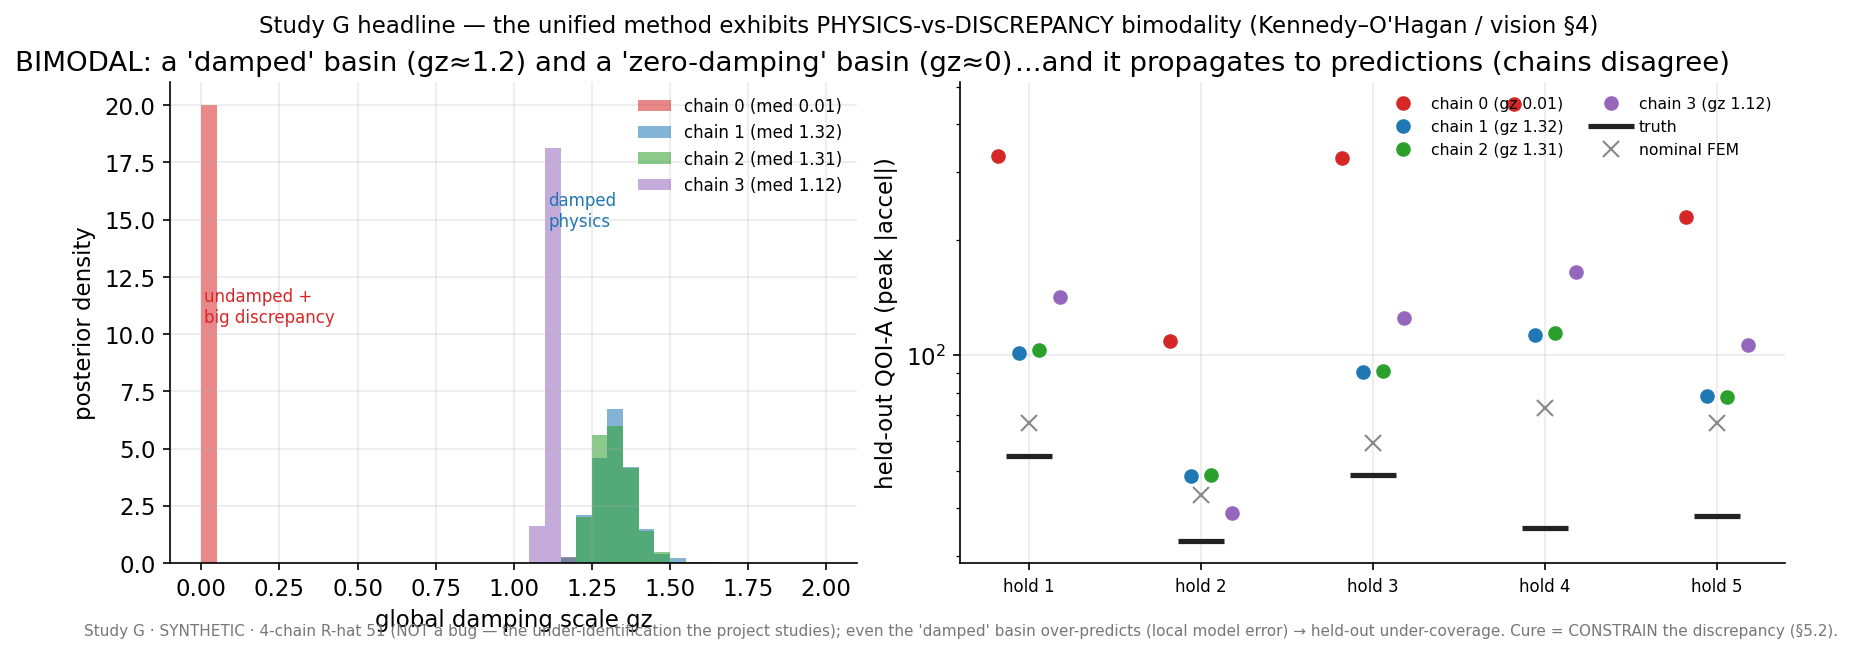 Study G headline — the unified method exhibits PHYSICS-vs-DISCREPANCY bimodality (Kennedy–O'Hagan / vision §4)
BIMODAL: a 'damped' basin (gz≈1.2) and a 'zero-damping' basin (gz≈0)
…and it propagates to predictions (chains disagree)
posterior density
20.0
17.5
15.0
12.5
10.0
7.5
5.0
2.5
0.0
chain 0 (med 0.01)
chain 1 (med 1.32)
chain 2 (med 1.31)
chain 3 (med 1.12)
damped
physics
undamped +
big discrepancy
0.00 0.25 0.50 0.75 1.00 1.25 1.50 1.75 2.00
global damping scale gz
held-out QOI-A (peak |accel|)
10²
chain 0 (gz 0.01)
chain 1 (gz 1.32)
chain 2 (gz 1.31)
chain 3 (gz 1.12)
truth
nominal FEM
hold 1 hold 2 hold 3 hold 4 hold 5
Study G · SYNTHETIC · 4-chain R-hat 51 (NOT a bug — the under-identification the project studies); even the 'damped' basin over-predicts (local model error) → held-out under-coverage. Cure = CONSTRAIN the discrepancy (§5.2).